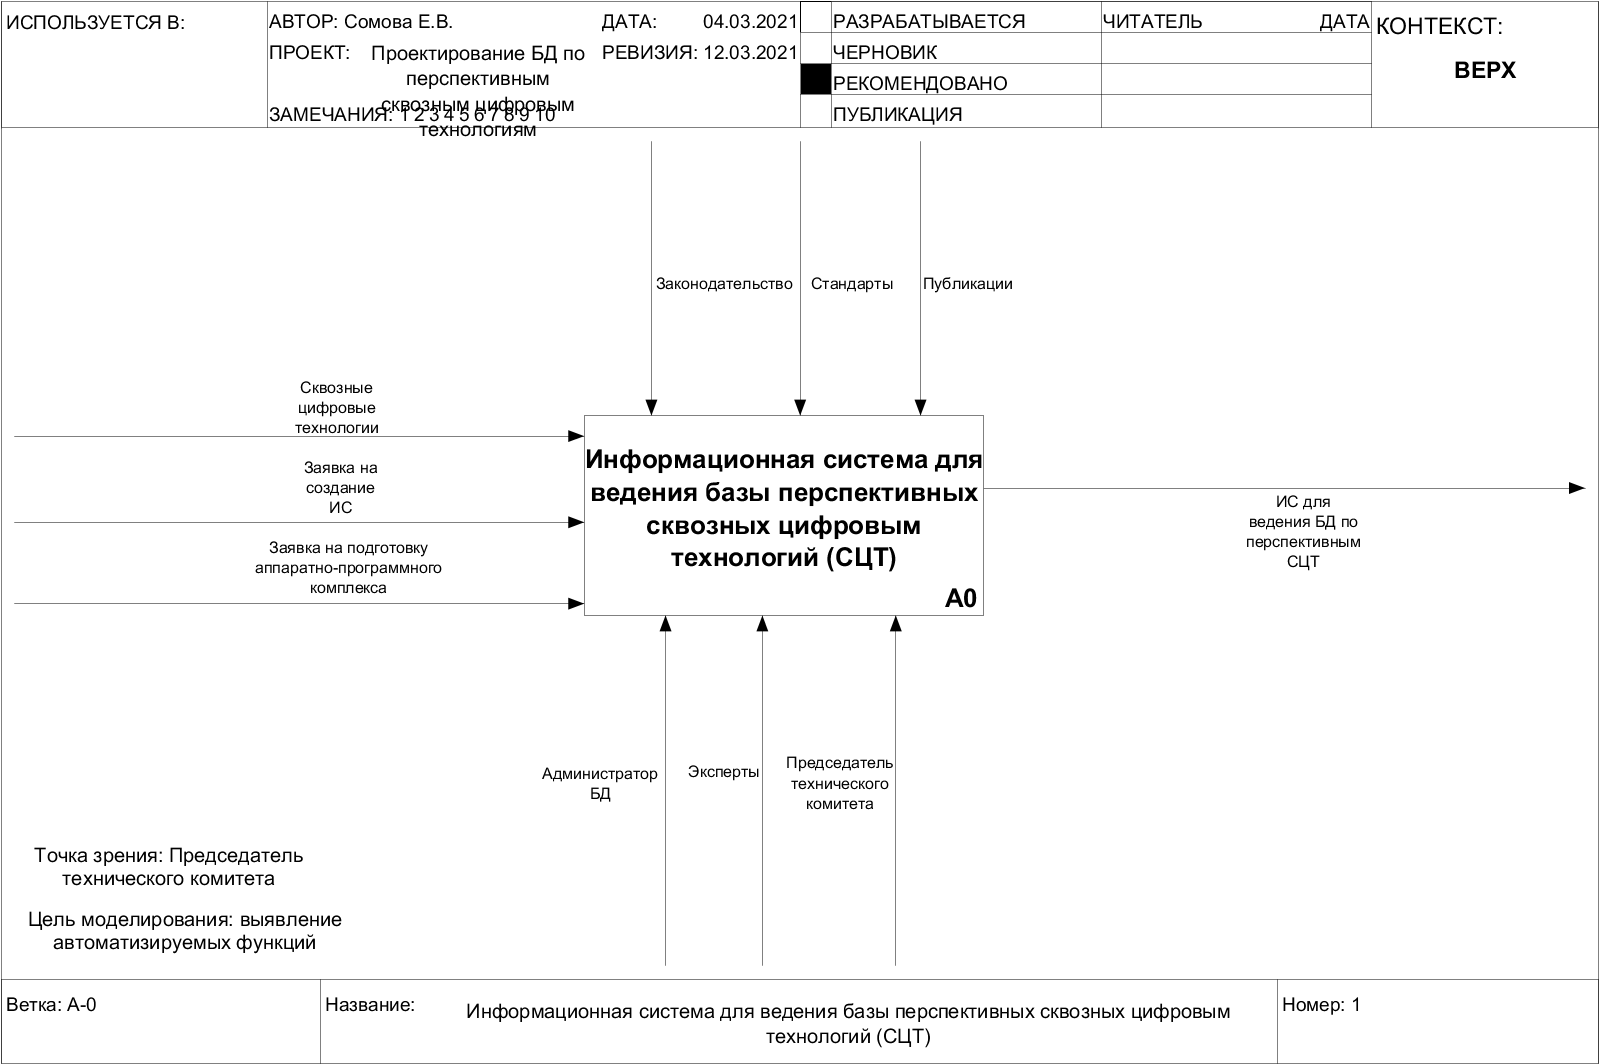 ИСПОЛЬЗУЕТСЯ В:
АВТОР: Сомова Е.В.
ДАТА: 04.03.2021
ПРОЕКТ: Проектирование БД по
перспективным
сквозным цифровым
технологиям
РЕВИЗИЯ: 12.03.2021
ЗАМЕЧАНИЯ: 1 2 3 4 5 6 7 8 9 10
РАЗРАБАТЫВАЕТСЯ
ЧЕРНОВИК
РЕКОМЕНДОВАНО
ПУБЛИКАЦИЯ
ЧИТАТЕЛЬ ДАТА
КОНТЕКСТ:
ВЕРХ
Законодательство
Стандарты
Публикации
Сквозные
цифровые
технологии
Заявка на
создание
ИС
Заявка на подготовку
аппаратно-программного
комплекса
Информационная система для
ведения базы перспективных
сквозных цифровым
технологий (СЦТ)
A0
ИС для
ведения БД по
перспективным
СЦТ
Администратор
БД
Эксперты
Председатель
технического
комитета
Точка зрения: Председатель
технического комитета
Цель моделирования: выявление
автоматизируемых функций
Ветка: A-0
Название:
Информационная система для ведения базы перспективных сквозных цифровым
технологий (СЦТ)
Номер: 1